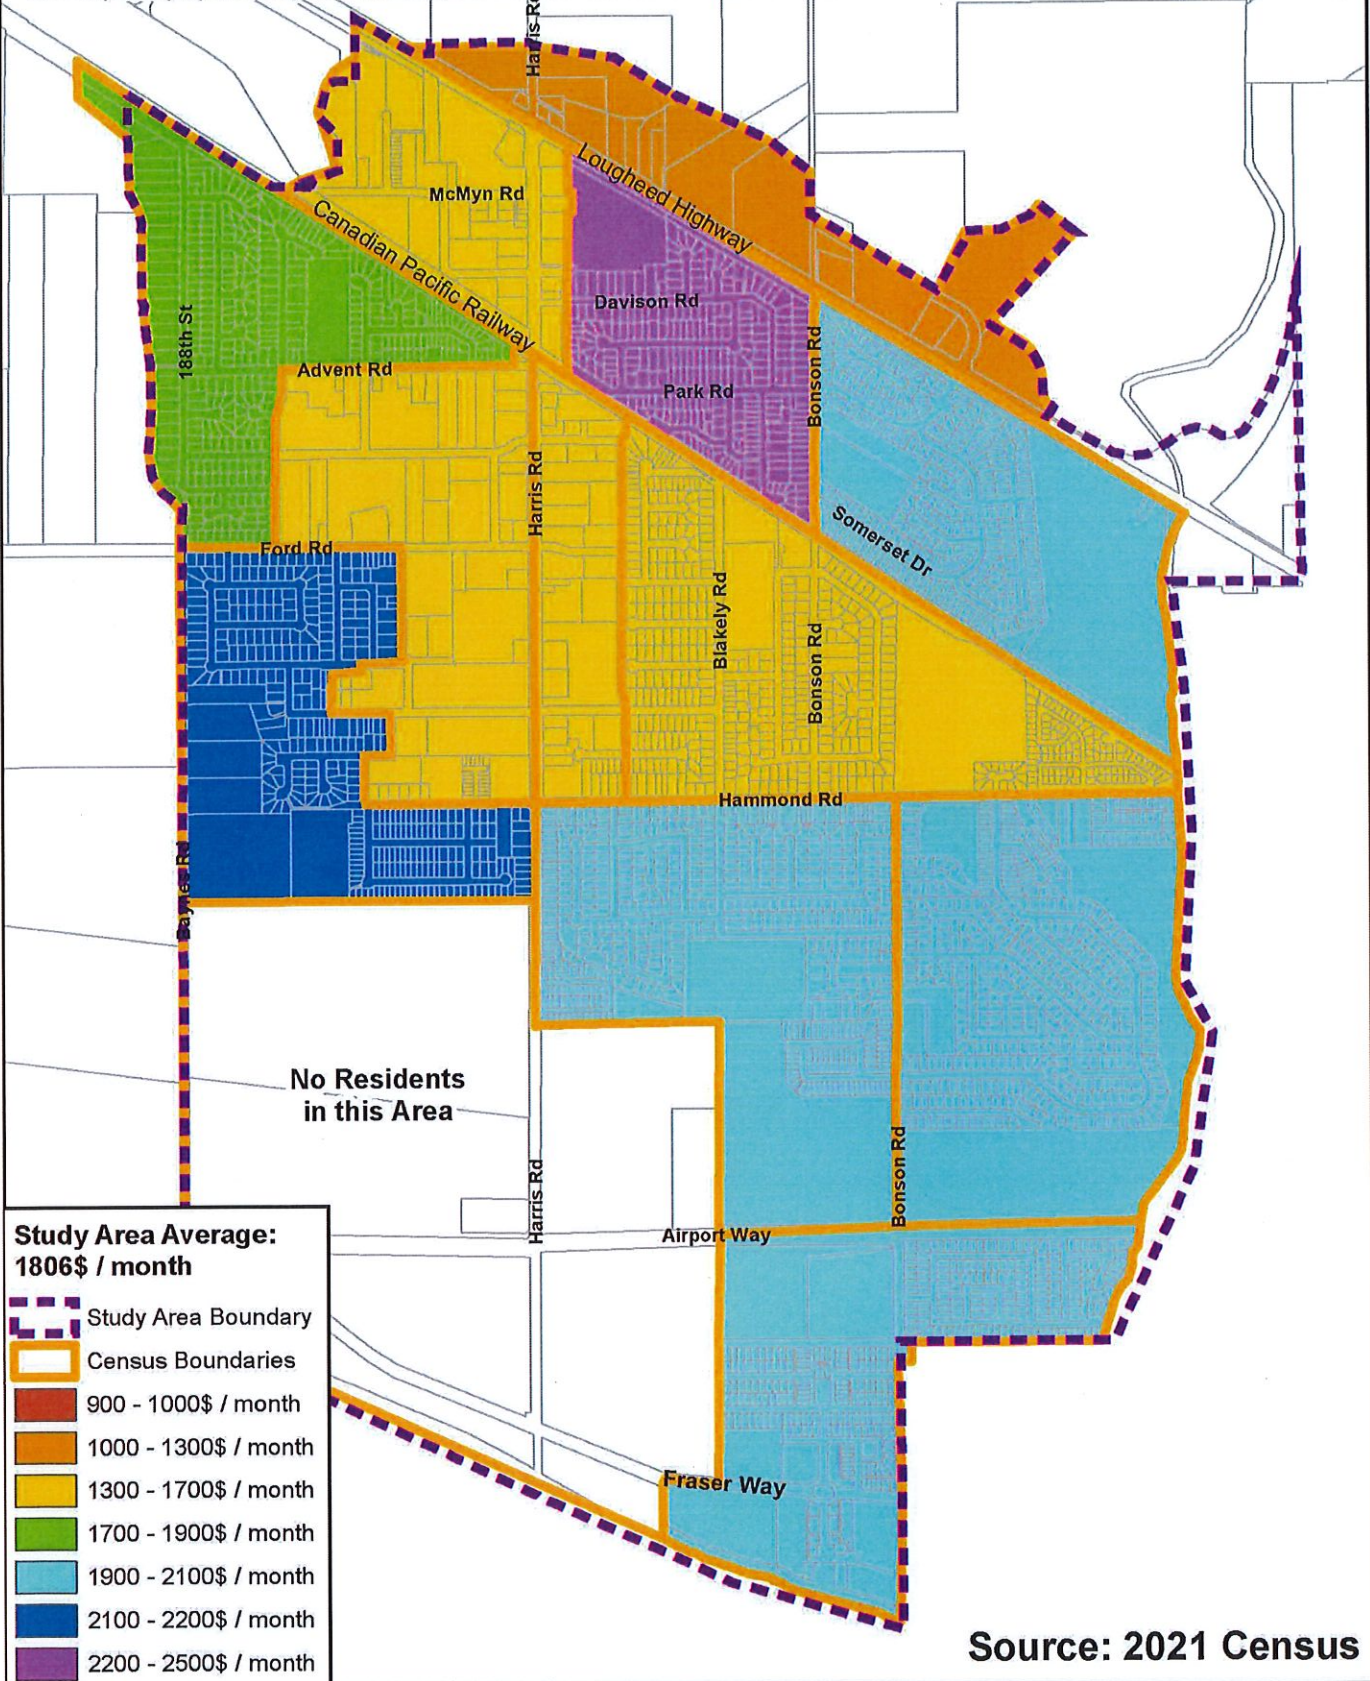 Harris Rd
McMyn Rd
Lougheed Highway
Canadian Pacific Railway
Davison Rd
188th St
Advent Rd
Park Rd
Bonson Rd
Harris Rd
Somerset Dr
Ford Rd
Blakely Rd
Bonson Rd
Hammond Rd
Baynes Rd
No Residents
in this Area
Harris Rd
Bonson Rd
Airport Way
Fraser Way
Study Area Average:
1806$ / month
Study Area Boundary
Census Boundaries
900 - 1000$ / month
1000 - 1300$ / month
1300 - 1700$ / month
1700 - 1900$ / month
1900 - 2100$ / month
2100 - 2200$ / month
2200 - 2500$ / month
Source: 2021 Census